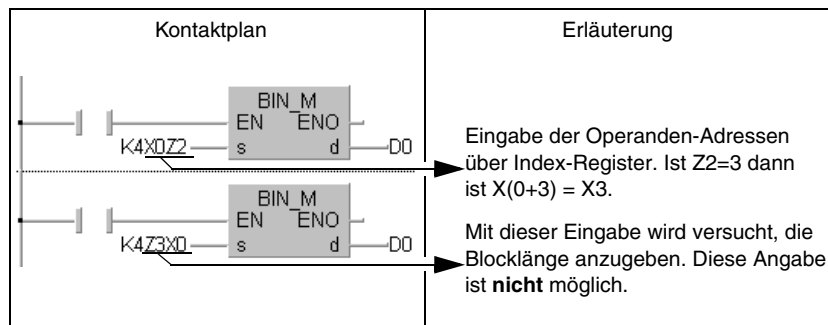 Kontaktplan
Erläuterung
BIN_M
EN ENO
K4X0Z2 s d D0
Eingabe der Operanden-Adressen
über Index-Register. Ist Z2=3 dann
ist X(0+3) = X3.
BIN_M
EN ENO
K4Z3X0 s d D0
Mit dieser Eingabe wird versucht, die
Blocklänge anzugeben. Diese Angabe
ist nicht möglich.